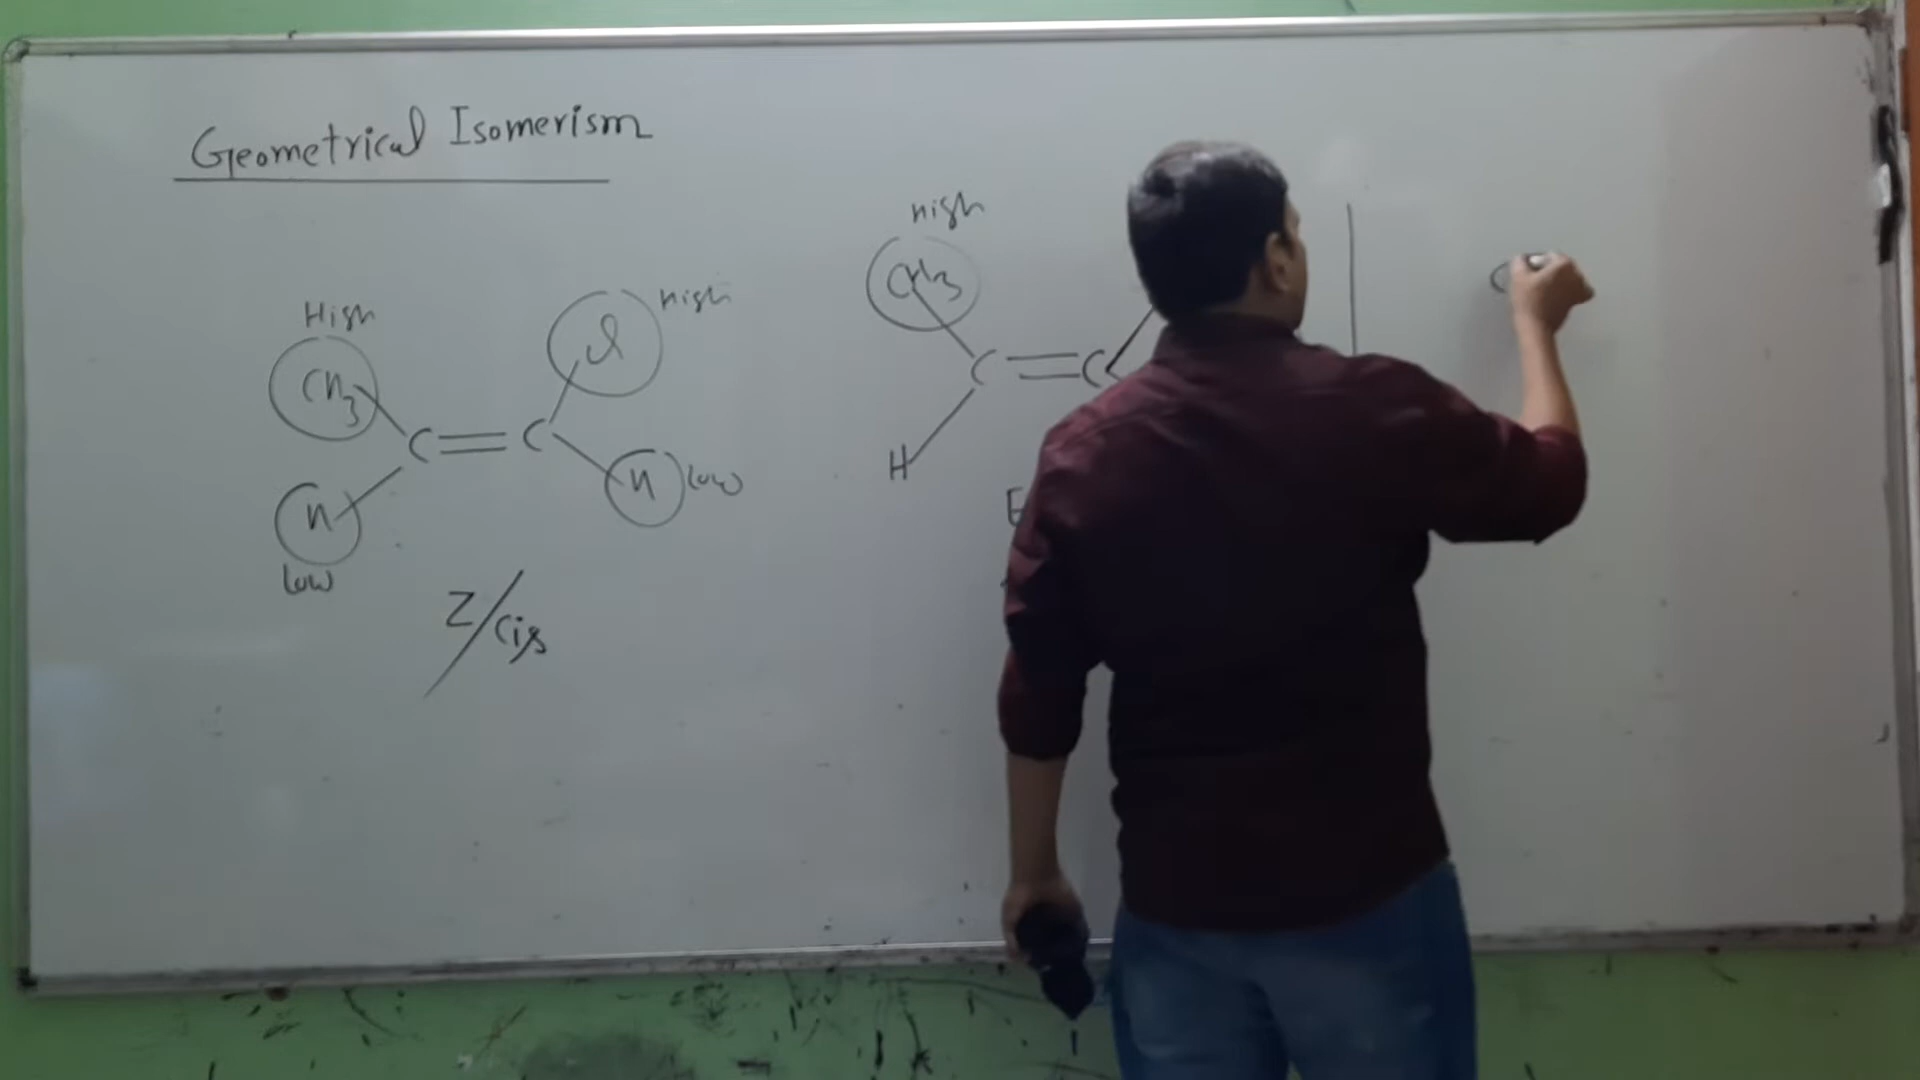 Geometrical Isomerism
High
CH3
Cl
high
C = C
H
H
low
low
Z/cis
high
CH3
C = C
H
E